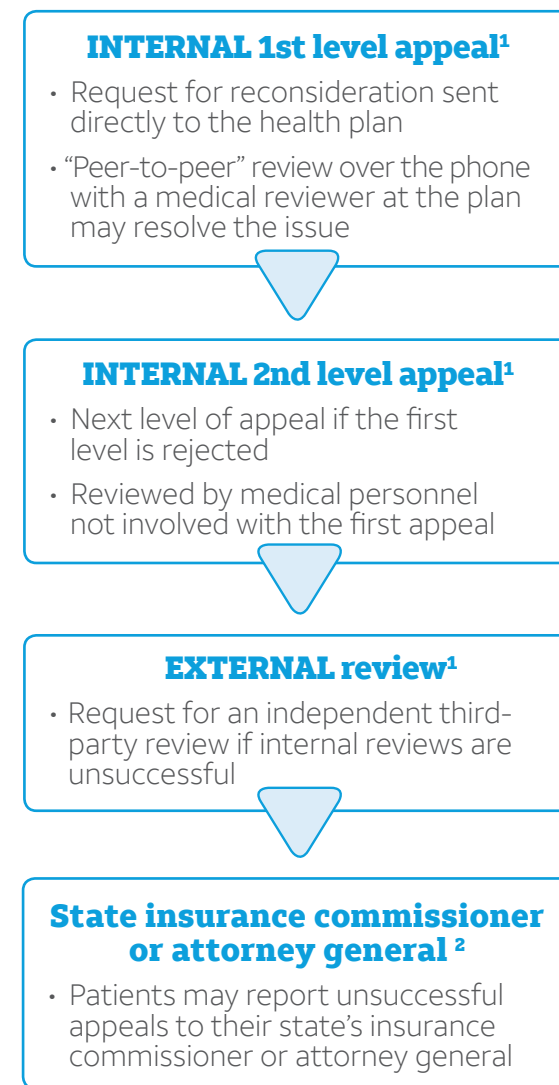 INTERNAL 1st level appeal¹
• Request for reconsideration sent
directly to the health plan
• “Peer-to-peer” review over the phone
with a medical reviewer at the plan
may resolve the issue
INTERNAL 2nd level appeal¹
• Next level of appeal if the first
level is rejected
• Reviewed by medical personnel
not involved with the first appeal
EXTERNAL review¹
• Request for an independent third-
party review if internal reviews are
unsuccessful
State insurance commissioner
or attorney general ²
• Patients may report unsuccessful
appeals to their state’s insurance
commissioner or attorney general